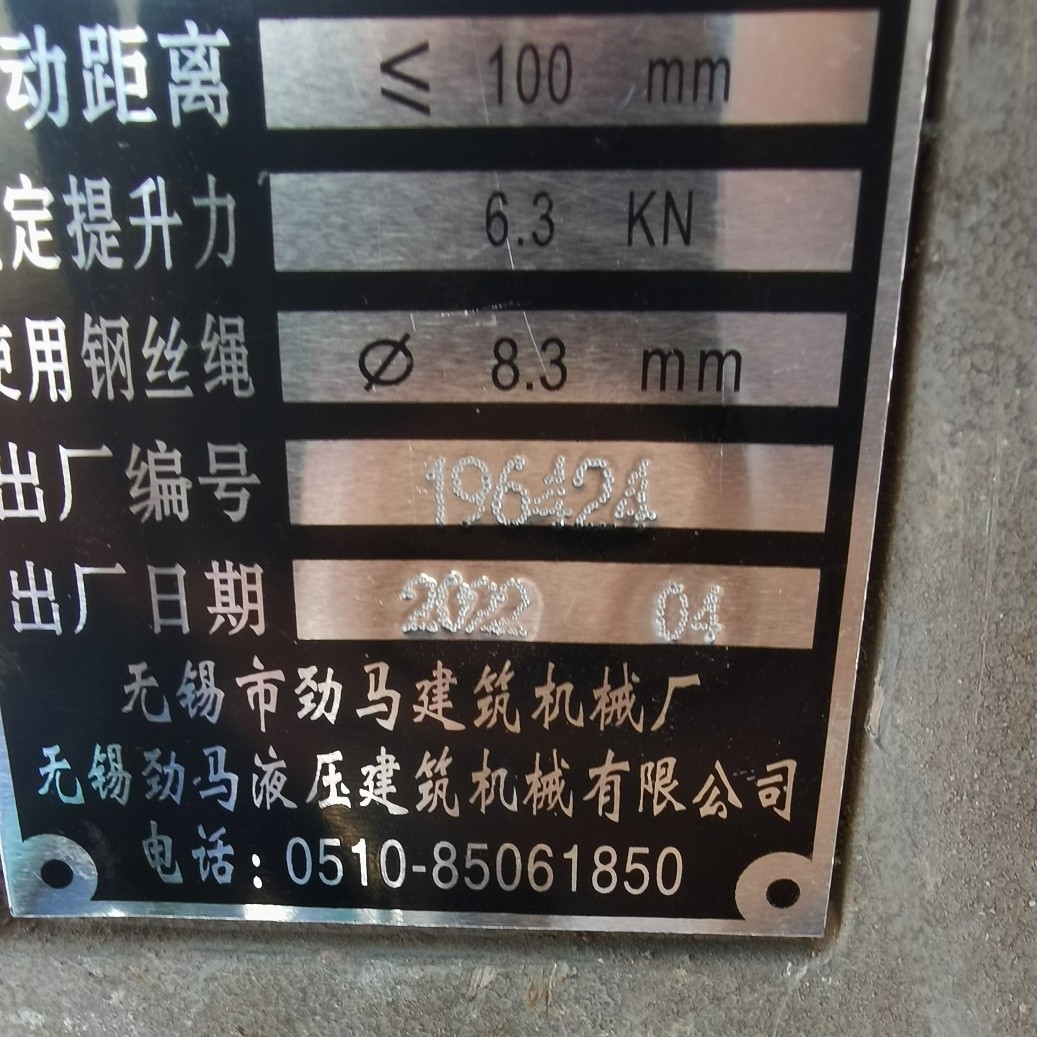 动距离 ≤ 100 mm
定提升力 6.3 KN
使用钢丝绳 Ø 8.3 mm
出厂编号 196424
出厂日期 2022 04
无锡市劲马建筑机械厂
无锡劲马液压建筑机械有限公司
电话:0510-85061850